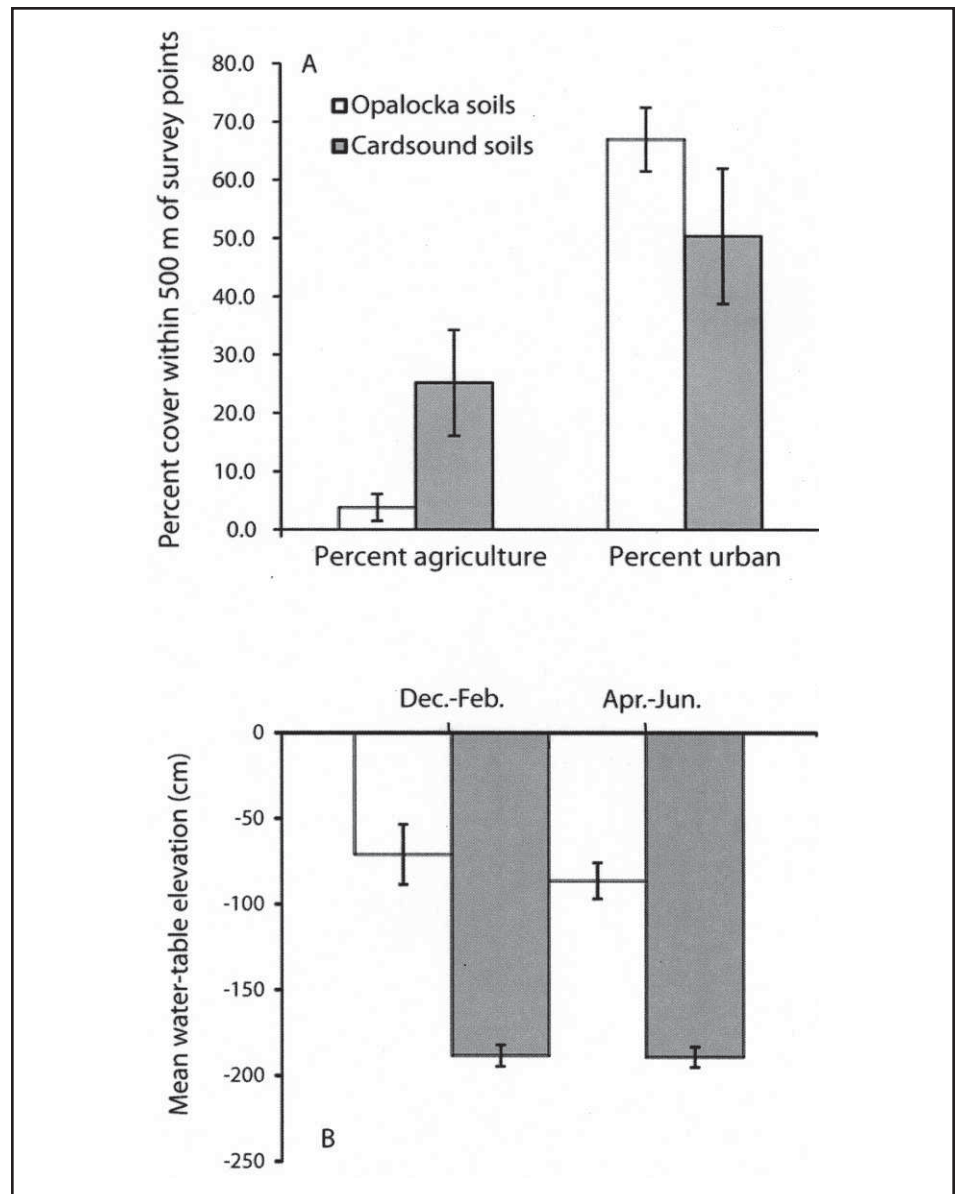 A
Opalocka soils
Cardsound soils
Percent cover within 500 m of survey points
80.0
70.0
60.0
50.0
40.0
30.0
20.0
10.0
0.0
Percent agriculture Percent urban
Dec.-Feb. Apr.-Jun.
Mean water-table elevation (cm)
0
-50
-100
-150
-200
-250
B